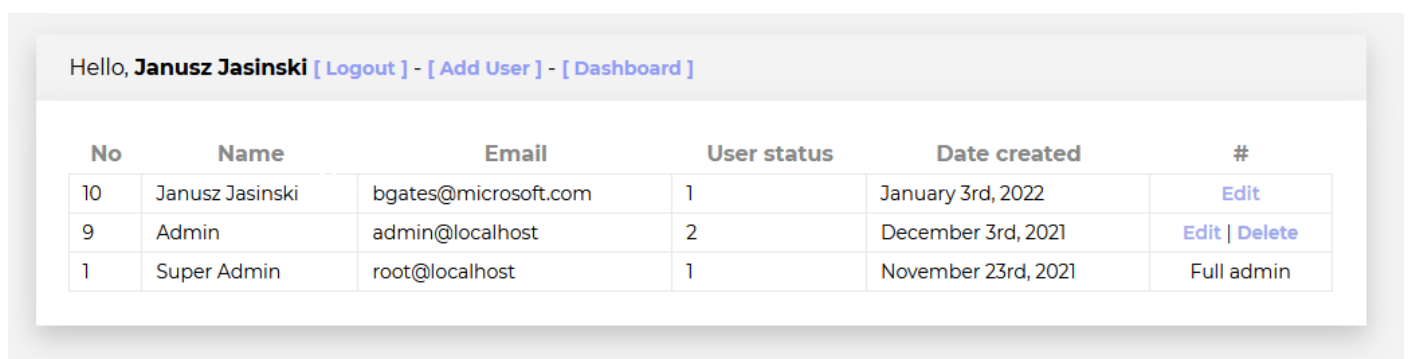 Hello, Janusz Jasinski [ Logout ] - [ Add User ] - [ Dashboard ]
No Name Email User status Date created #
10 Janusz Jasinski bgates@microsoft.com 1 January 3rd, 2022 Edit
9 Admin admin@localhost 2 December 3rd, 2021 Edit | Delete
1 Super Admin root@localhost 1 November 23rd, 2021 Full admin